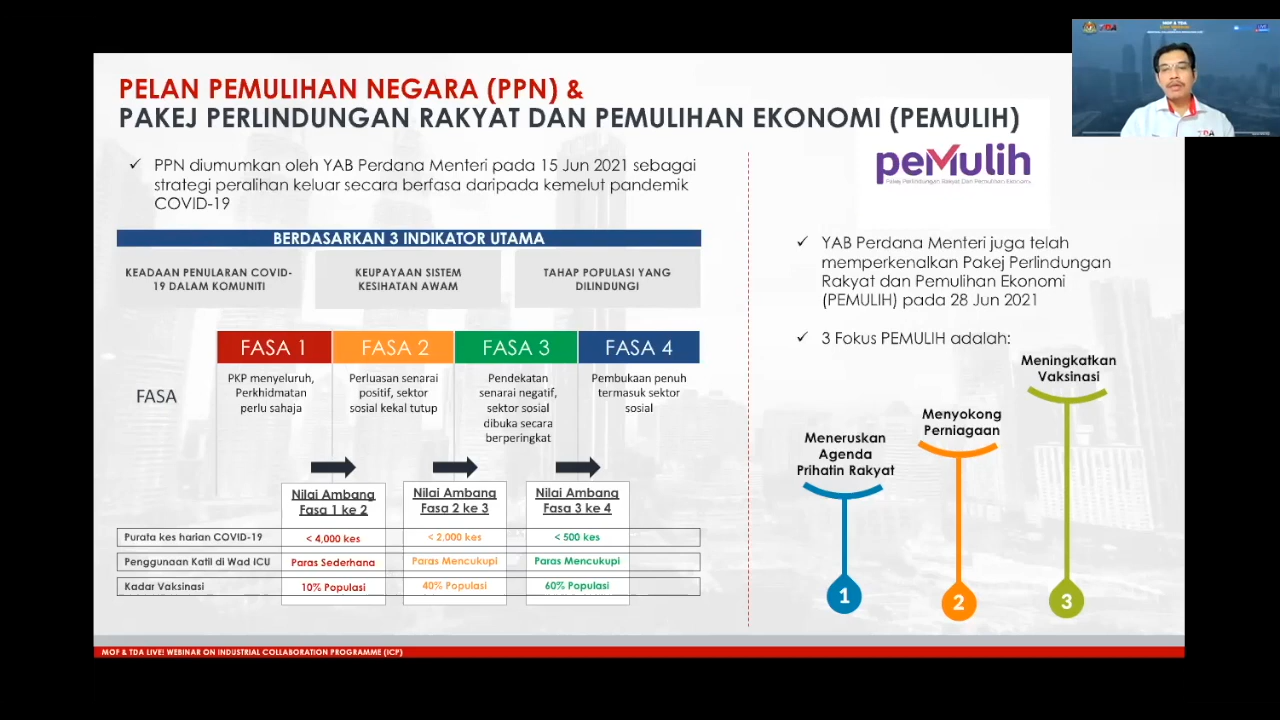 PELAN PEMULIHAN NEGARA (PPN) &
PAKEJ PERLINDUNGAN RAKYAT DAN PEMULIHAN EKONOMI (PEMULIH)
✓ PPN diumumkan oleh YAB Perdana Menteri pada 15 Jun 2021 sebagai
strategi peralihan keluar secara berfasa daripada kemelut pandemik
COVID-19
BERDASARKAN 3 INDIKATOR UTAMA
KEADAAN PENULARAN COVID-
19 DALAM KOMUNITI
KEUPAYAAN SISTEM
KESIHATAN AWAM
TAHAP POPULASI YANG
DILINDUNGI
FASA 1 FASA 2 FASA 3 FASA 4
FASA
PKP menyeluruh,
Perkhidmatan
perlu sahaja
Perluasan senarai
positif, sektor
sosial kekal tutup
Pendekatan
senarai negatif,
sektor sosial
dibuka secara
berperingkat
Pembukaan penuh
termasuk sektor
sosial
Nilai Ambang
Fasa 1 ke 2
Nilai Ambang
Fasa 2 ke 3
Nilai Ambang
Fasa 3 ke 4
Purata kes harian COVID-19 < 4,000 kes < 2,000 kes < 500 kes
Penggunaan Katil di Wad ICU Paras Sederhana Paras Mencukupi Paras Mencukupi
Kadar Vaksinasi 10% Populasi 40% Populasi 60% Populasi
peMulih
Pakej Perlindungan Rakyat Dan Pemulihan Ekonomi
✓ YAB Perdana Menteri juga telah
memperkenalkan Pakej Perlindungan
Rakyat dan Pemulihan Ekonomi
(PEMULIH) pada 28 Jun 2021
✓ 3 Fokus PEMULIH adalah:
Meneruskan
Agenda
Prihatin Rakyat
Menyokong
Perniagaan
Meningkatkan
Vaksinasi
1
2
3
MOF & TDA LIVE! WEBINAR ON INDUSTRIAL COLLABORATION PROGRAMME (ICP)
MOF & TDA